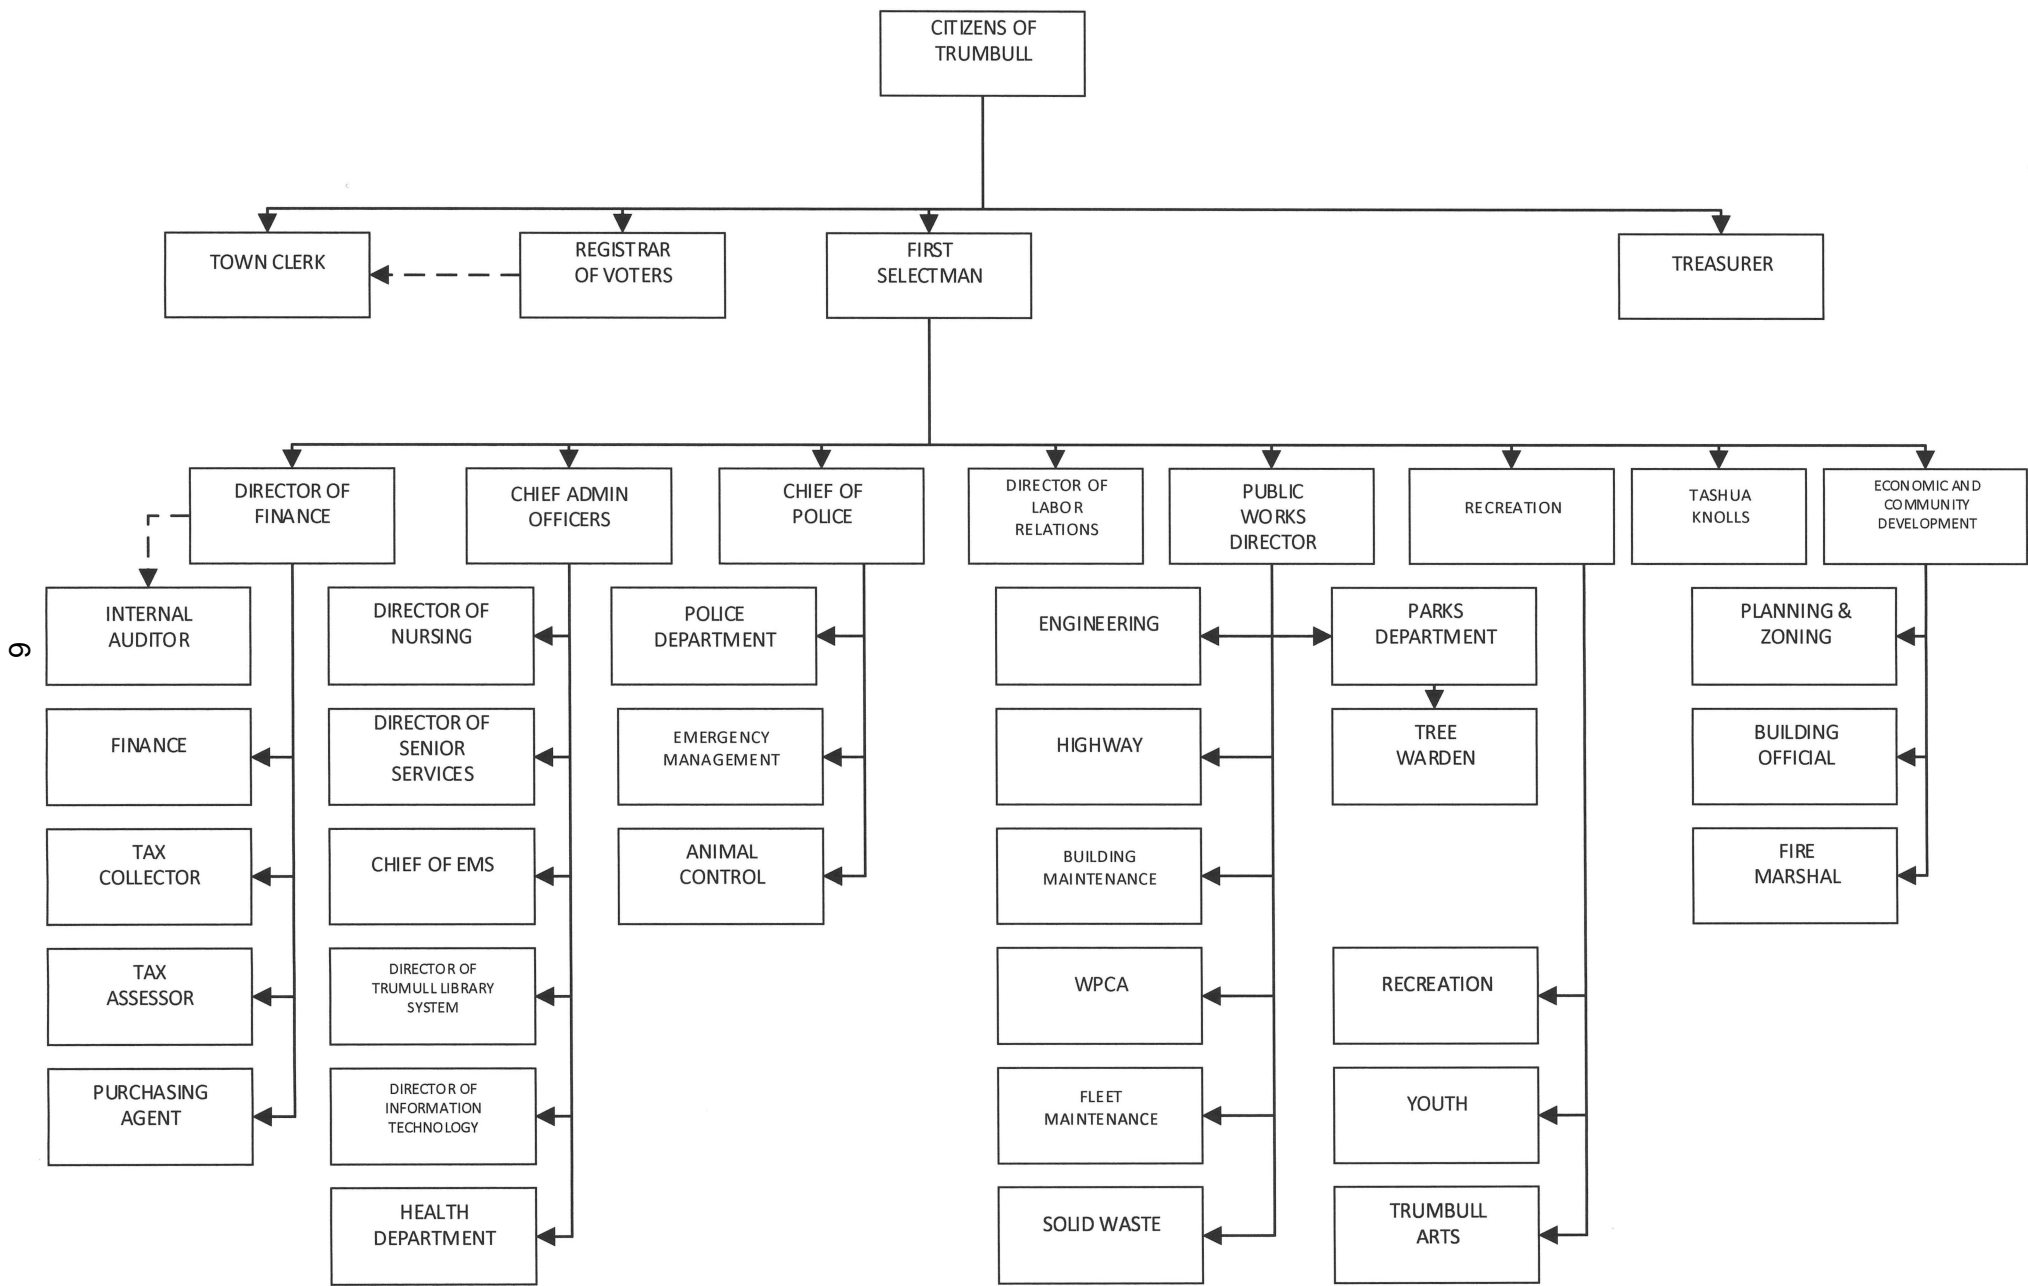 CITIZENS OF
TRUMBULL
TOWN CLERK
REGISTRAR
OF VOTERS
FIRST
SELECTMAN
TREASURER
DIRECTOR OF
FINANCE
CHIEF ADMIN
OFFICERS
CHIEF OF
POLICE
DIRECTOR OF
LABOR
RELATIONS
PUBLIC
WORKS
DIRECTOR
RECREATION
TASHUA
KNOLLS
ECONOMIC AND
COMMUNITY
DEVELOPMENT
INTERNAL
AUDITOR
DIRECTOR OF
NURSING
POLICE
DEPARTMENT
ENGINEERING
PARKS
DEPARTMENT
PLANNING &
ZONING
9
FINANCE
DIRECTOR OF
SENIOR
SERVICES
EMERGENCY
MANAGEMENT
HIGHWAY
TREE
WARDEN
BUILDING
OFFICIAL
TAX
COLLECTOR
CHIEF OF EMS
ANIMAL
CONTROL
BUILDING
MAINTENANCE
FIRE
MARSHAL
TAX
ASSESSOR
DIRECTOR OF
TRUMULL LIBRARY
SYSTEM
WPCA
RECREATION
PURCHASING
AGENT
DIRECTOR OF
INFORMATION
TECHNOLOGY
FLEET
MAINTENANCE
YOUTH
HEALTH
DEPARTMENT
SOLID WASTE
TRUMBULL
ARTS